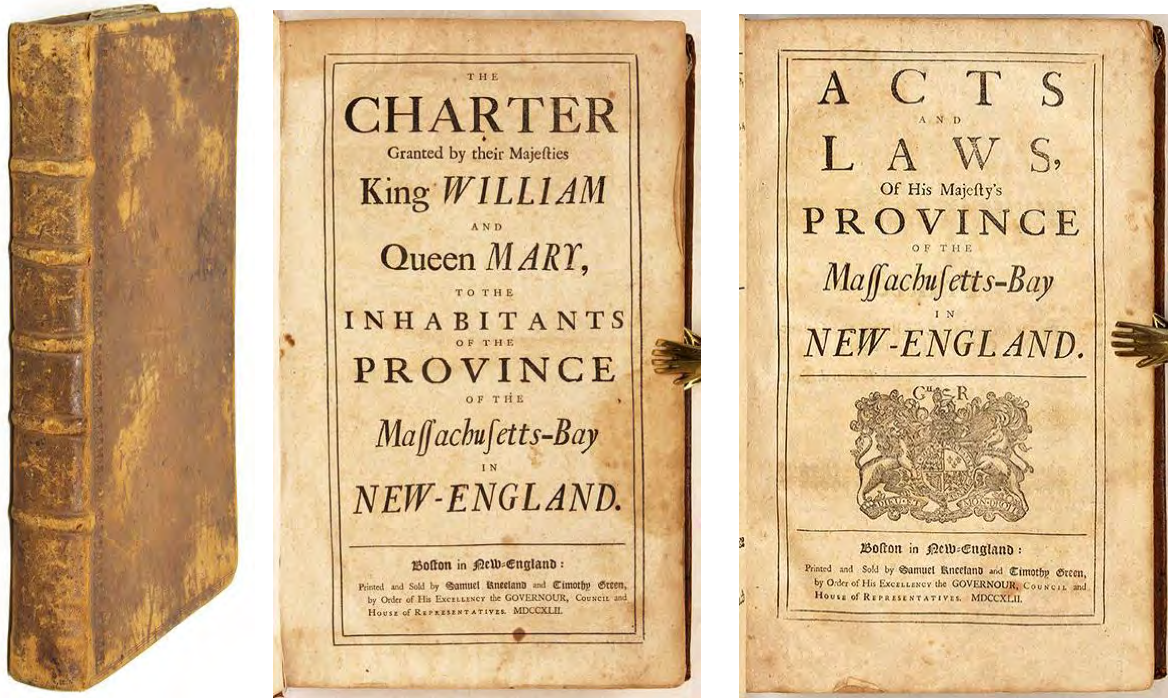 THE
CHARTER
Granted by their Majeſties
King WILLIAM
AND
Queen MARY,
TO THE
INHABITANTS
OF THE
PROVINCE
OF THE
Maſſachuſetts-Bay
IN
NEW-ENGLAND.
Boſton in New-England:
Printed and Sold by Samuel Kneeland and Timothy Green,
by Order of His EXCELLENCY the GOVERNOUR, COUNCIL and
HOUSE of REPRESENTATIVES. MDCCXLII.
ACTS
AND
LAWS,
Of His Majeſty's
PROVINCE
OF THE
Maſſachuſetts-Bay
IN
NEW-ENGLAND.
G R
DIEU ET MON DROIT
Boſton in New-England:
Printed and Sold by Samuel Kneeland and Timothy Green,
by Order of His EXCELLENCY the GOVERNOUR, COUNCIL and
HOUSE of REPRESENTATIVES. MDCCXLII.